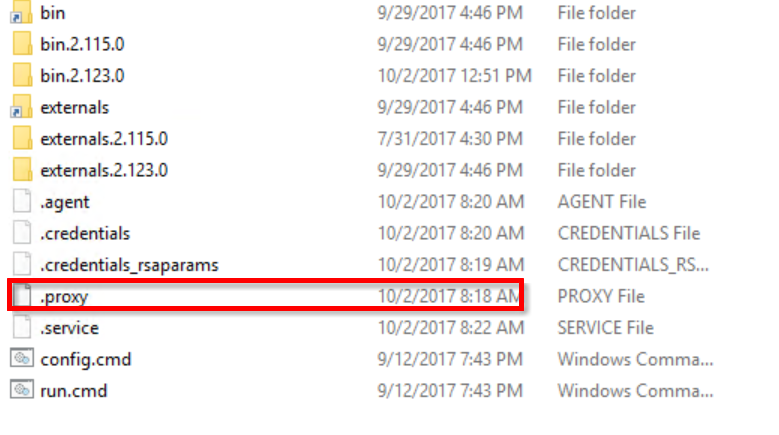 bin 9/29/2017 4:46 PM File folder
bin.2.115.0 9/29/2017 4:46 PM File folder
bin.2.123.0 10/2/2017 12:51 PM File folder
externals 9/29/2017 4:46 PM File folder
externals.2.115.0 7/31/2017 4:30 PM File folder
externals.2.123.0 9/29/2017 4:46 PM File folder
.agent 10/2/2017 8:20 AM AGENT File
.credentials 10/2/2017 8:20 AM CREDENTIALS File
.credentials_rsaparams 10/2/2017 8:19 AM CREDENTIALS_RS...
.proxy 10/2/2017 8:18 AM PROXY File
.service 10/2/2017 8:22 AM SERVICE File
config.cmd 9/12/2017 7:43 PM Windows Comma...
run.cmd 9/12/2017 7:43 PM Windows Comma...